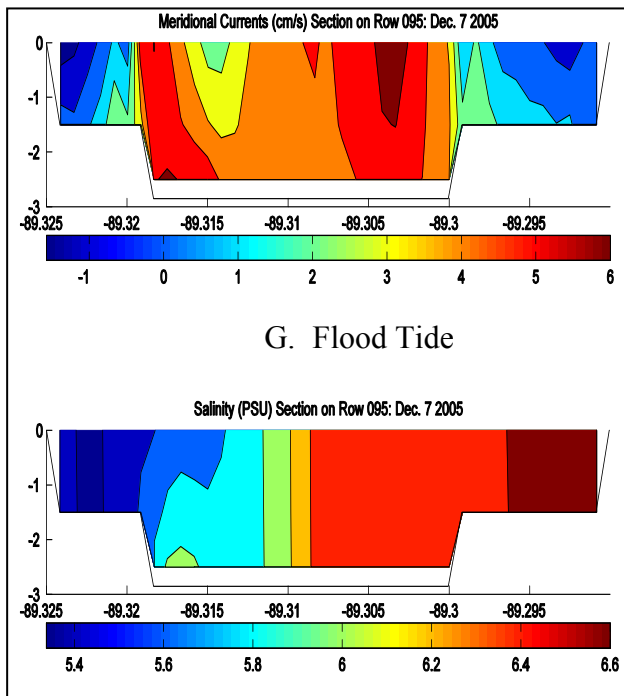 Meridional Currents (cm/s) Section on Row 095: Dec. 7 2005
0
-1
-2
-3
-89.325 -89.32 -89.315 -89.31 -89.305 -89.3 -89.295
-1 0 1 2 3 4 5 6
G. Flood Tide
Salinity (PSU) Section on Row 095: Dec. 7 2005
0
-1
-2
-3
-89.325 -89.32 -89.315 -89.31 -89.305 -89.3 -89.295
5.4 5.6 5.8 6 6.2 6.4 6.6